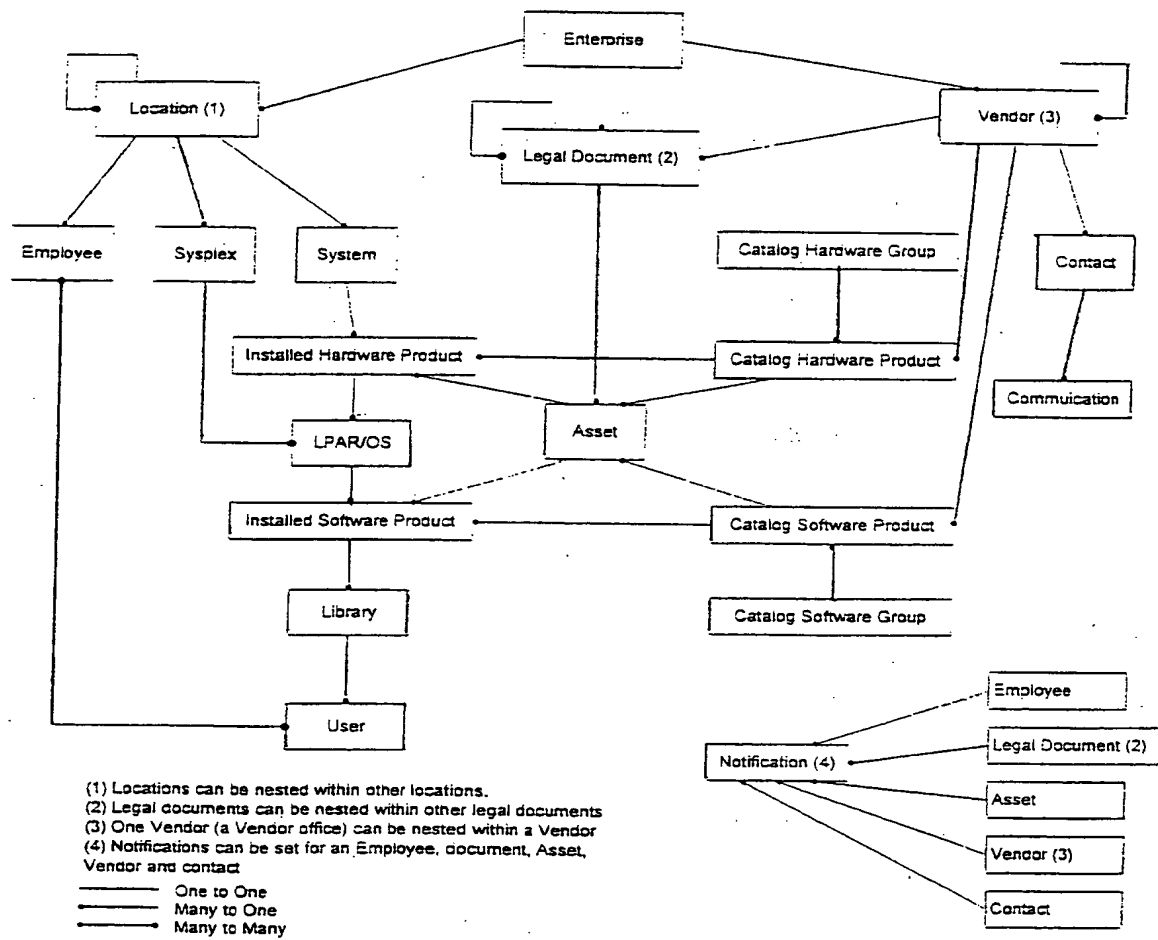 Enterprise
Location (1)
Vendor (3)
Legal Document (2)
Employee
Sysplex
System
Catalog Hardware Group
Contact
Installed Hardware Product
Catalog Hardware Product
Commuication
Asset
LPAR/OS
Installed Software Product
Catalog Software Product
Library
Catalog Software Group
User
Employee
Legal Document (2)
Notification (4)
Asset
Vendor (3)
Contact
(1) Locations can be nested within other locations.
(2) Legal documents can be nested within other legal documents
(3) One Vendor (a Vendor office) can be nested within a Vendor
(4) Notifications can be set for an Employee, document, Asset,
Vendor and contact
One to One
Many to One
Many to Many